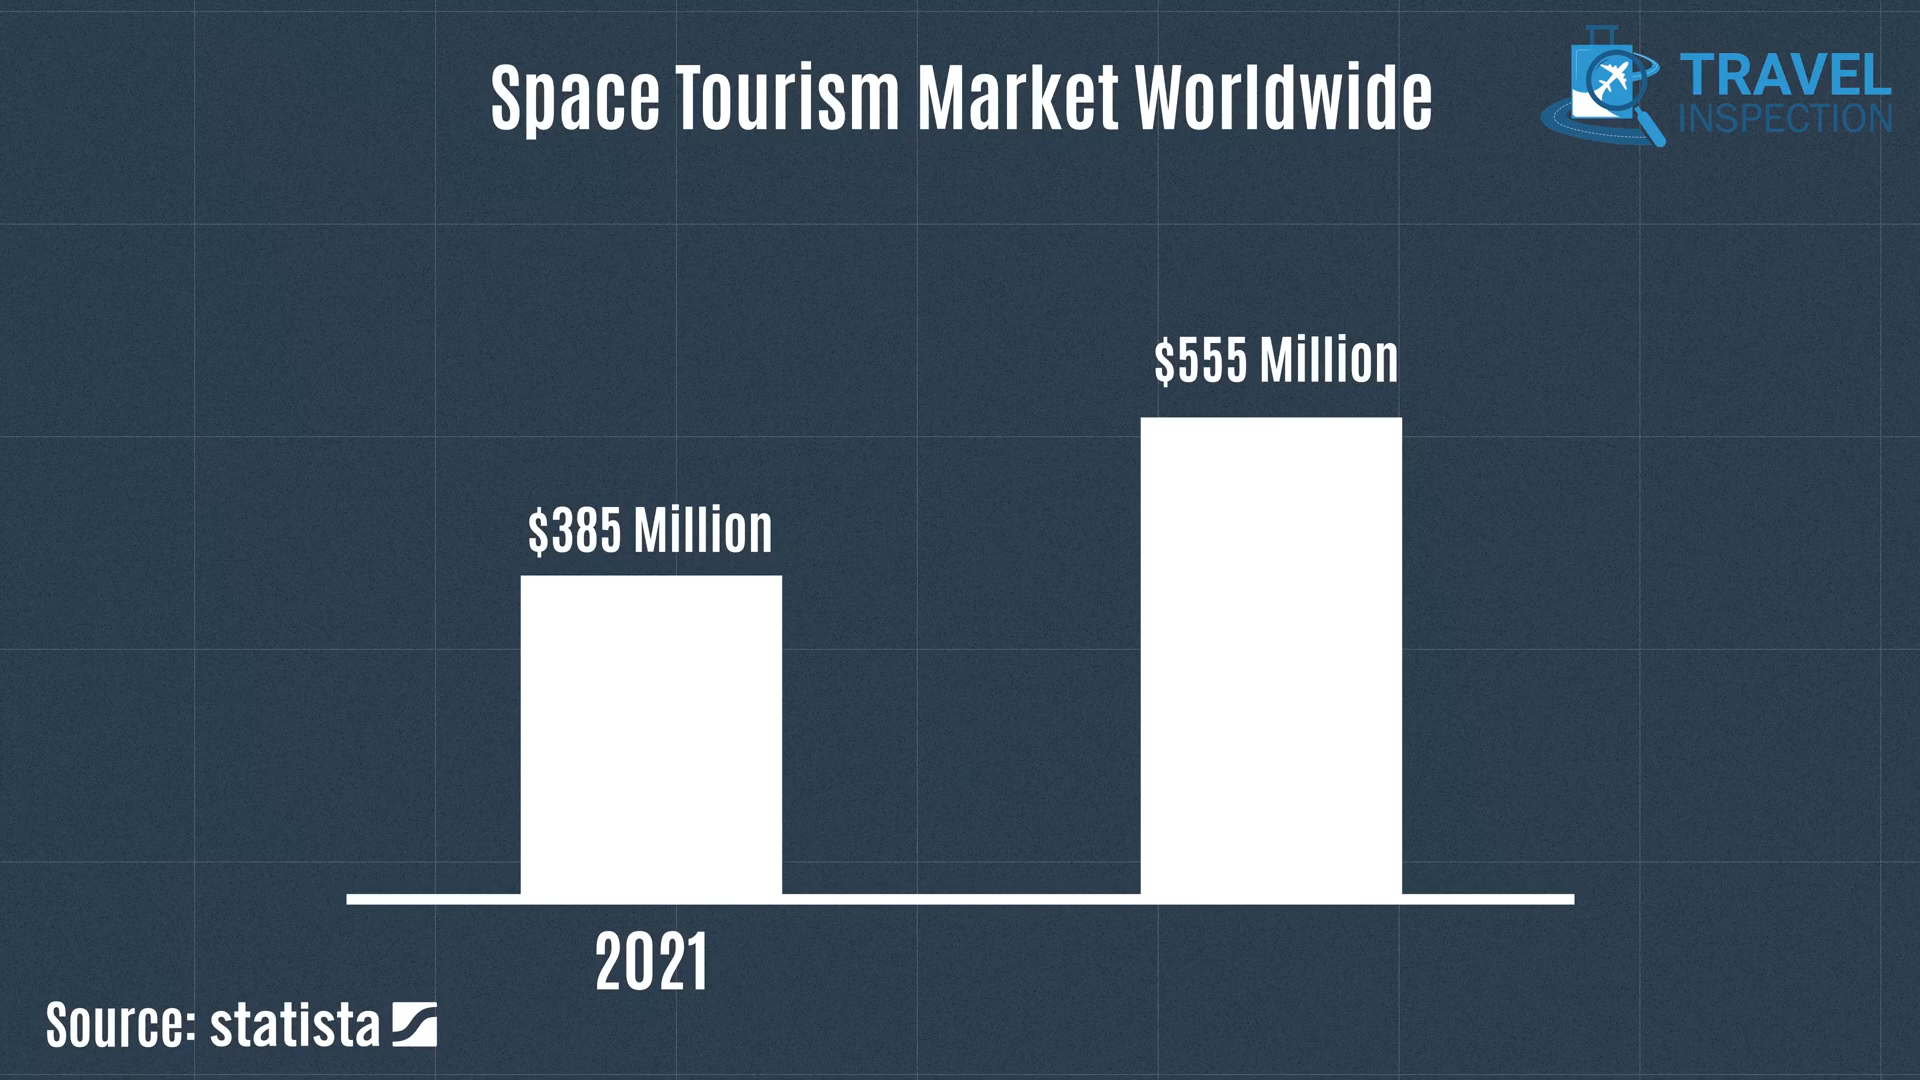 Space Tourism Market Worldwide
TRAVEL
INSPECTION
$555 Million
$385 Million
2021
Source: statista